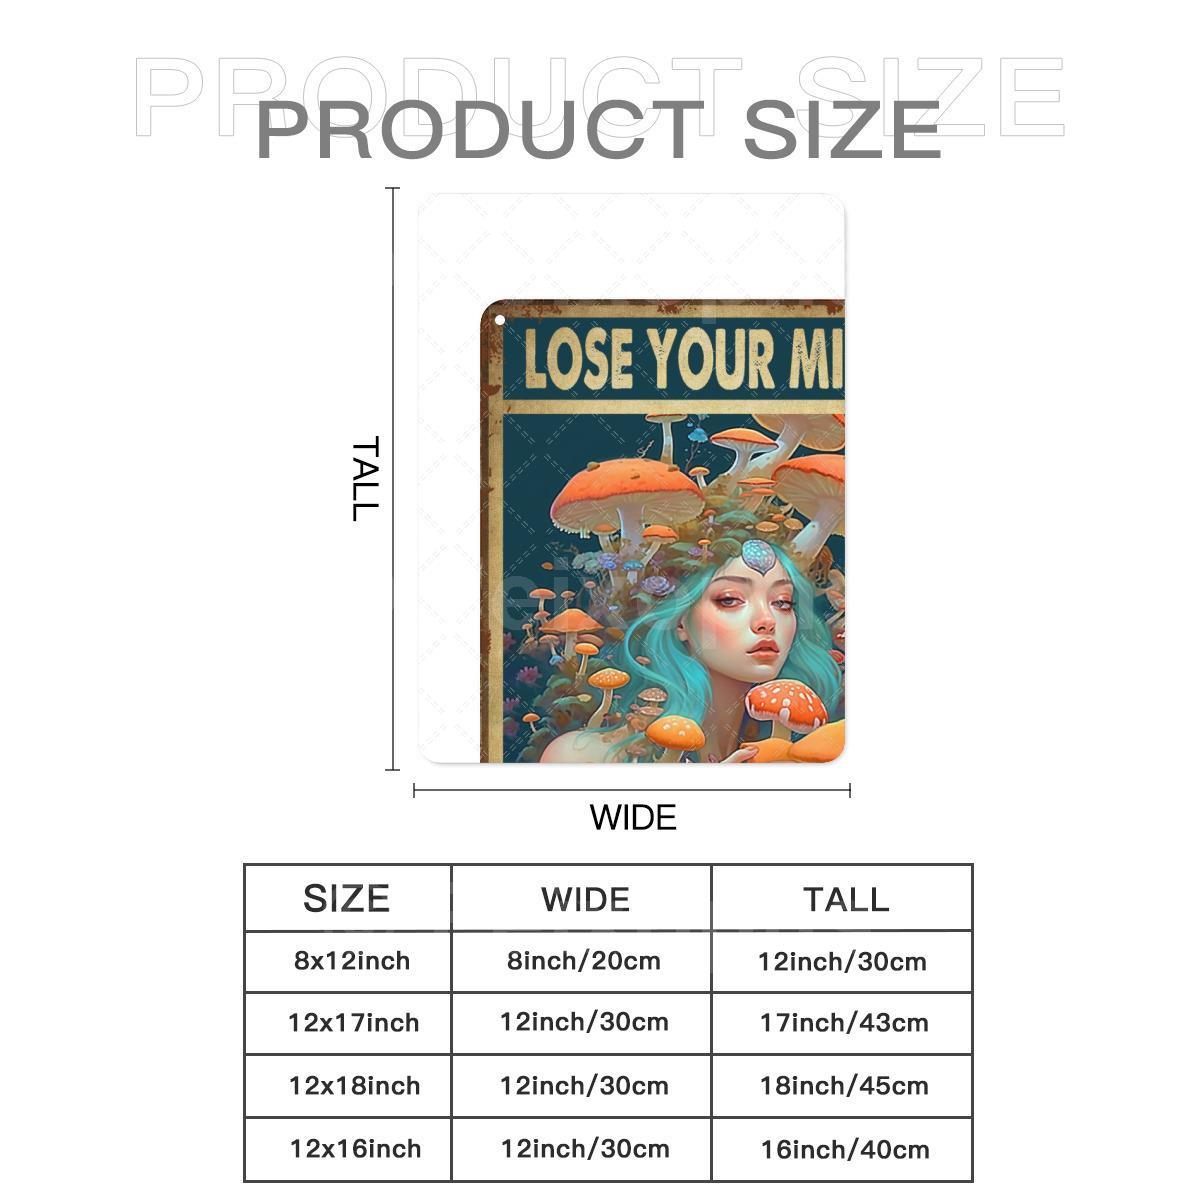 PRODUCT SIZE
PRODUCT SIZE
LOSE YOUR MI
TALL
WIDE
SIZE WIDE TALL
8x12inch 8inch/20cm 12inch/30cm
12x17inch 12inch/30cm 17inch/43cm
12x18inch 12inch/30cm 18inch/45cm
12x16inch 12inch/30cm 16inch/40cm